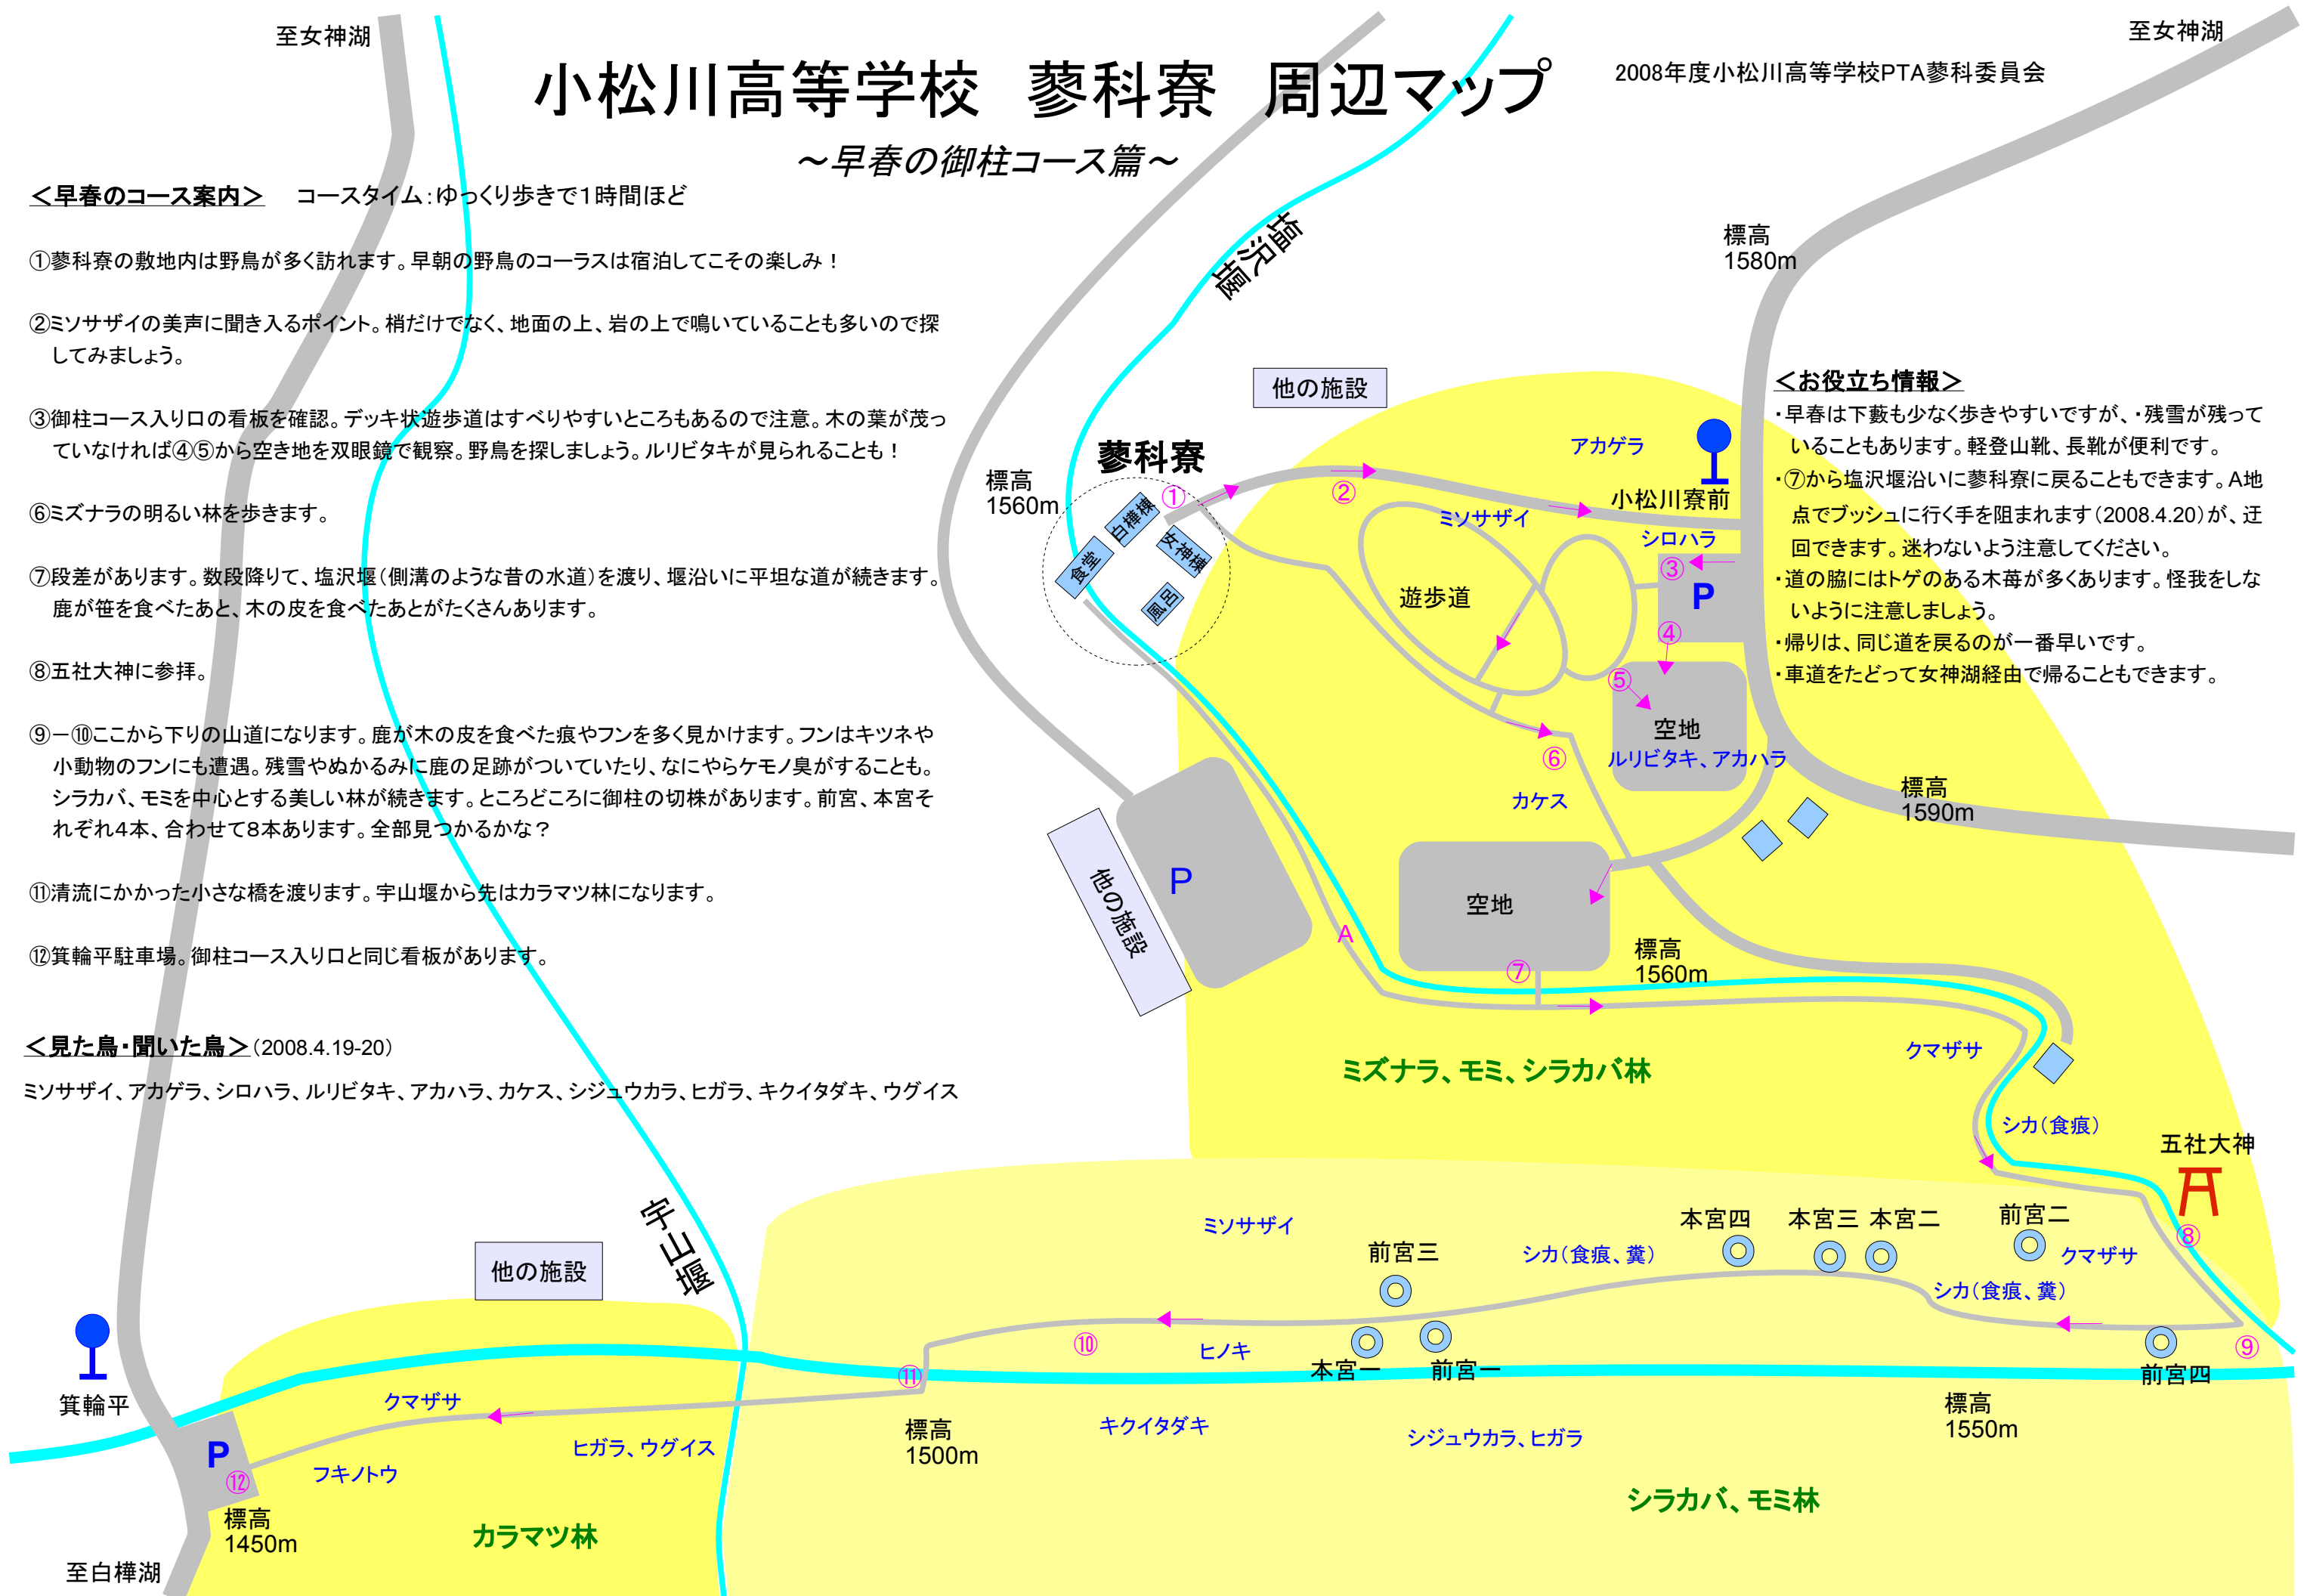 至女神湖
至女神湖
小松川高等学校 蓼科寮 周辺マップ
2008年度小松川高等学校PTA蓼科委員会
～早春の御柱コース篇～
＜早春のコース案内＞ コースタイム：ゆっくり歩きで１時間ほど
①蓼科寮の敷地内は野鳥が多く訪れます。早朝の野鳥のコーラスは宿泊してこその楽しみ！
②ミソサザイの美声に聞き入るポイント。梢だけでなく、地面の上、岩の上で鳴いていることも多いので探
してみましょう。
③御柱コース入り口の看板を確認。デッキ状遊歩道はすべりやすいところもあるので注意。木の葉が茂っ
ていなければ④⑤から空き地を双眼鏡で観察。野鳥を探しましょう。ルリビタキが見られることも！
⑥ミズナラの明るい林を歩きます。
⑦段差があります。数段降りて、塩沢堰（側溝のような昔の水道）を渡り、堰沿いに平坦な道が続きます。
鹿が笹を食べたあと、木の皮を食べたあとがたくさんあります。
⑧五社大神に参拝。
⑨－⑩ここから下りの山道になります。鹿が木の皮を食べた痕やフンを多く見かけます。フンはキツネや
小動物のフンにも遭遇。残雪やぬかるみに鹿の足跡がついていたり、なにやらケモノ臭がすることも。
シラカバ、モミを中心とする美しい林が続きます。ところどころに御柱の切株があります。前宮、本宮そ
れぞれ４本、合わせて８本あります。全部見つかるかな？
⑪清流にかかった小さな橋を渡ります。宇山堰から先はカラマツ林になります。
⑫箕輪平駐車場。御柱コース入り口と同じ看板があります。
＜見た鳥・聞いた鳥＞（2008.4.19-20）
ミソサザイ、アカゲラ、シロハラ、ルリビタキ、アカハラ、カケス、シジュウカラ、ヒガラ、キクイタダキ、ウグイス
塩沢堰
標高
1580m
＜お役立ち情報＞
・早春は下藪も少なく歩きやすいですが、・残雪が残って
いることもあります。軽登山靴、長靴が便利です。
・⑦から塩沢堰沿いに蓼科寮に戻ることもできます。A地
点でブッシュに行く手を阻まれます（2008.4.20）が、迂
回できます。迷わないよう注意してください。
・道の脇にはトゲのある木苺が多くあります。怪我をしな
いように注意しましょう。
・帰りは、同じ道を戻るのが一番早いです。
・車道をたどって女神湖経由で帰ることもできます。
他の施設
蓼科寮
標高
1560m
白樺棟
女神棟
食堂
風呂
①
②
アカゲラ
小松川寮前
ミソサザイ
シロハラ
③
P
遊歩道
④
⑤
空地
ルリビタキ、アカハラ
⑥
カケス
標高
1590m
他の施設
P
空地
A
⑦
標高
1560m
ミズナラ、モミ、シラカバ林
クマザサ
シカ（食痕）
五社大神
⑧
宇山堰
他の施設
ミソサザイ
前宮三
シカ（食痕、糞）
本宮四
本宮三
本宮二
前宮二
クマザサ
シカ（食痕、糞）
⑩
ヒノキ
本宮一
前宮一
前宮四
⑨
⑪
箕輪平
クマザサ
標高
1500m
キクイタダキ
シジュウカラ、ヒガラ
標高
1550m
P
⑫
フキノトウ
ヒガラ、ウグイス
シラカバ、モミ林
標高
1450m
カラマツ林
至白樺湖